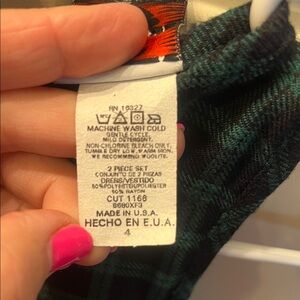 RN 16327
MACHINE WASH COLD
GENTLE CYCLE,
MILD DETERGENT.
NON-CHLORINE BLEACH ONLY,
TUMBLE DRY LOW, WARM IRON.
WE RECOMMEND WOOLITE.
2 PIECE SET
CONJUNTO DE 2 PIEZAS
DRESS/VESTIDO
50% POLYESTER/POLIESTER
50% RAYON
CUT 1166
8680XF3
MADE IN U.S.A.
HECHO EN E.U.A.
4